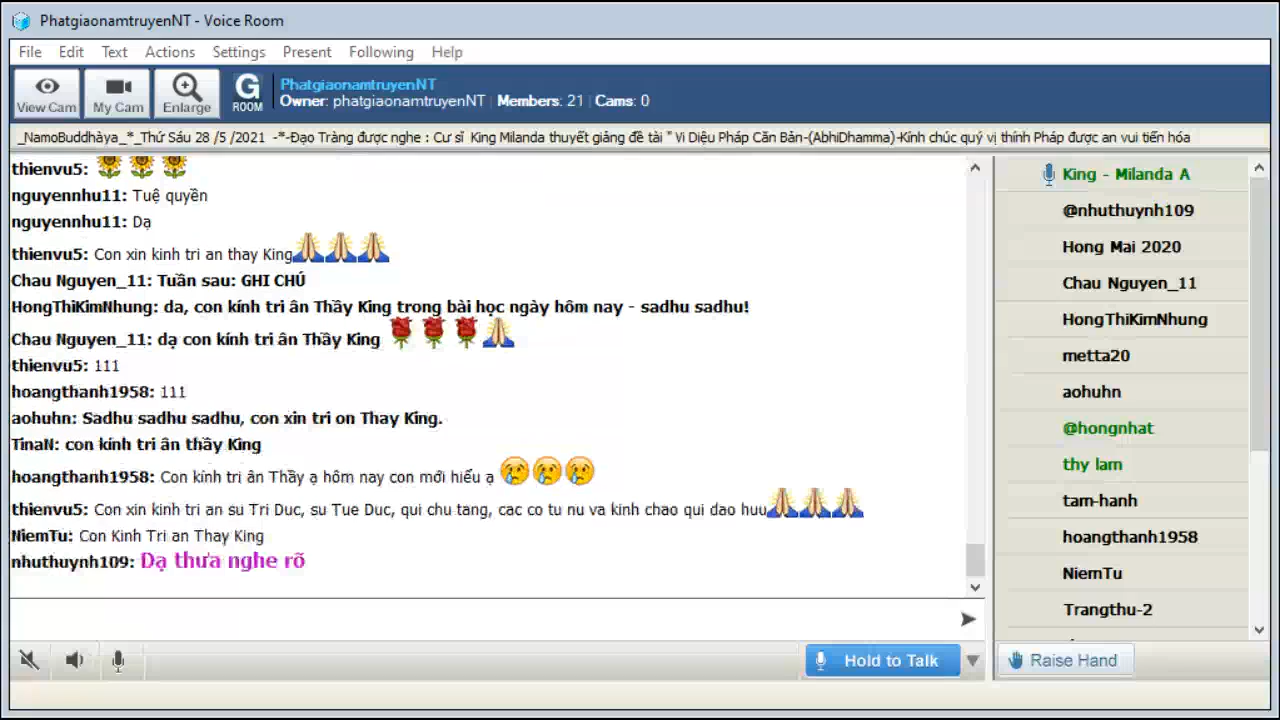 PhatgiaonamtruyenNT - Voice Room
File Edit Text Actions Settings Present Following Help
View Cam My Cam Enlarge
G ROOM
PhatgiaonamtruyenNT
Owner: phatgiaonamtruyenNT Members: 21 Cams: 0
_NamoBuddhàya_*_Thứ Sáu 28 /5 /2021 -*-Đạo Tràng được nghe : Cư sĩ King Milanda thuyết giảng đề tài " Vi Diệu Pháp Căn Bản-(AbhiDhamma)-Kính chúc quý vị thính Pháp được an vui tiến hóa
thienvu5:
nguyennhu11: Tuệ quyền
nguyennhu11: Dạ
thienvu5: Con xin kinh tri an thay King
Chau Nguyen_11: Tuần sau: GHI CHÚ
HongThiKimNhung: da, con kính tri ân Thầy King trong bài học ngày hôm nay - sadhu sadhu!
Chau Nguyen_11: dạ con kính tri ân Thầy King
thienvu5: 111
hoangthanh1958: 111
aohuhn: Sadhu sadhu sadhu, con xin tri on Thay King.
TinaN: con kính tri ân thầy King
hoangthanh1958: Con kính tri ân Thầy ạ hôm nay con mới hiểu ạ
thienvu5: Con xin kinh tri an su Tri Duc, su Tue Duc, qui chu tang, cac co tu nu va kinh chao qui dao huu
NiemTu: Con Kinh Tri an Thay King
nhuthuynh109: Dạ thưa nghe rõ
King - Milanda A
@nhuthuynh109
Hong Mai 2020
Chau Nguyen_11
HongThiKimNhung
metta20
aohuhn
@hongnhat
thy lam
tam-hanh
hoangthanh1958
NiemTu
Trangthu-2
Hold to Talk
Raise Hand